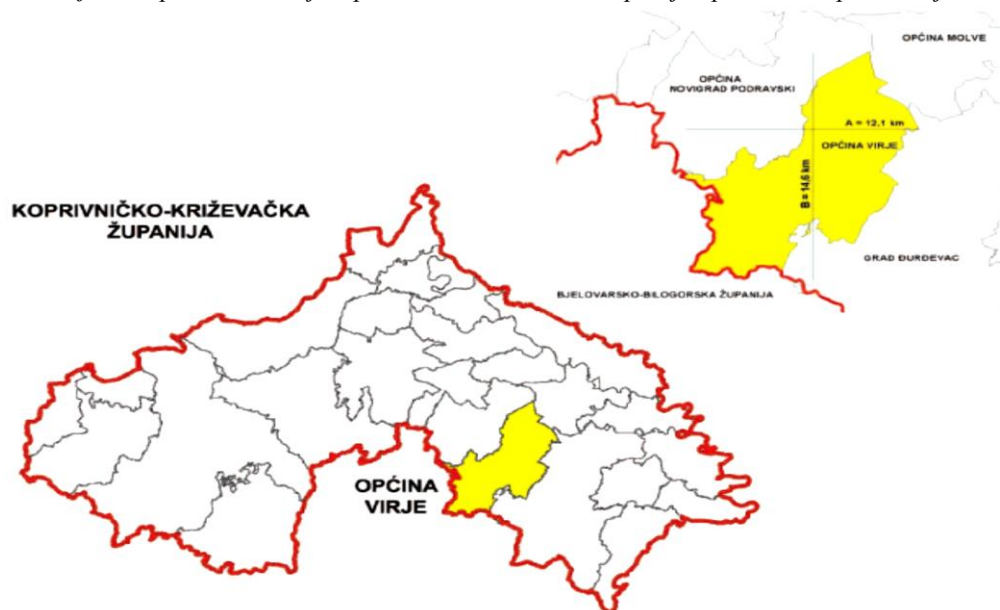 OPĆINA MOLVE
OPĆINA
NOVIGRAD PODRAVSKI
A = 12,1 km
OPĆINA VIRJE
B = 14,6 km
GRAD ĐURĐEVAC
BJELOVARSKO-BILOGORSKA ŽUPANIJA
KOPRIVNIČKO-KRIŽEVAČKA
ŽUPANIJA
OPĆINA
VIRJE